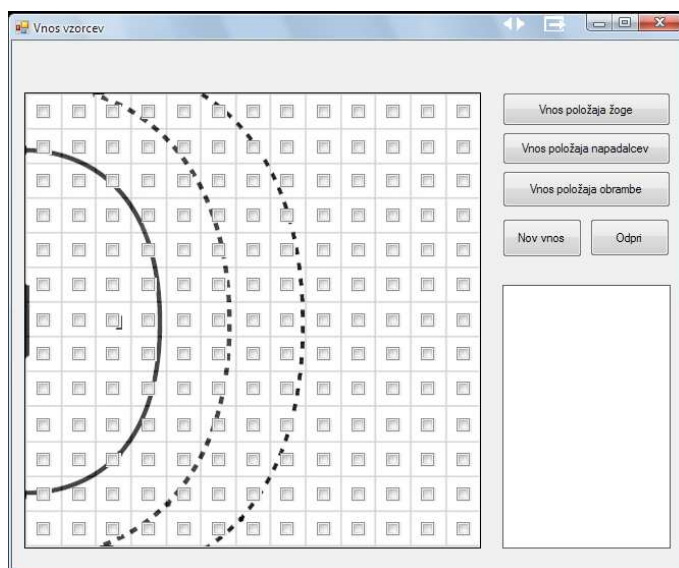 Vnos vzorcev
Vnos položaja žoge
Vnos položaja napadalcev
Vnos položaja obrambe
Nov vnos
Odpri